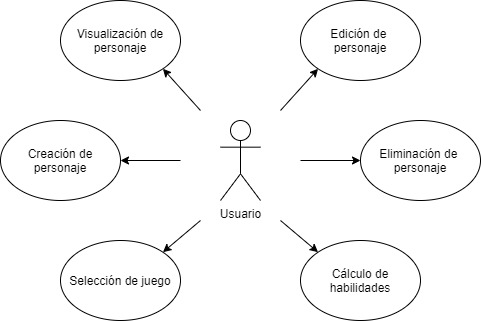 Visualización de
personaje
Edición de
personaje
Creación de
personaje
Eliminación de
personaje
Usuario
Selección de juego
Cálculo de
habilidades